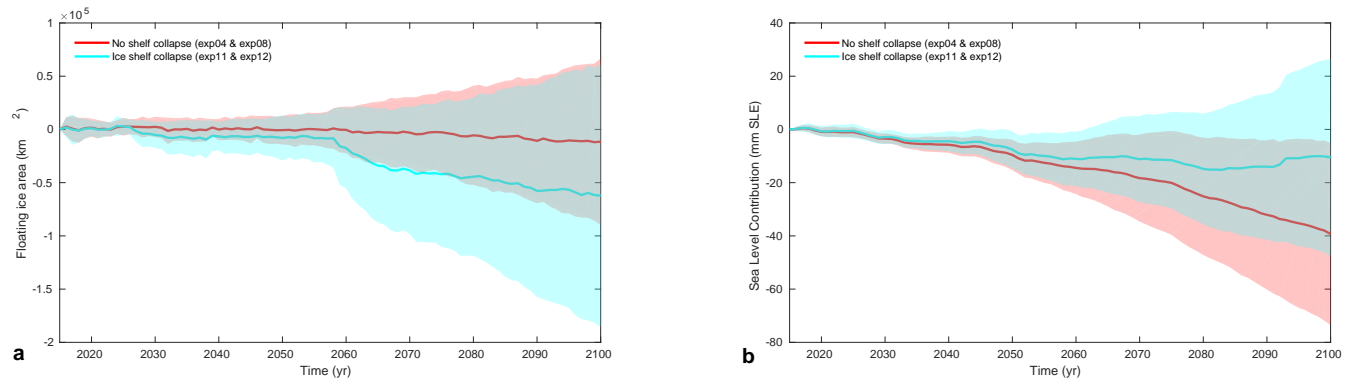 1 × 10^5
0.5
0
-0.5
-1
-1.5
-2
Floating ice area (km 2)
No shelf collapse (exp04 & exp08)
Ice shelf collapse (exp11 & exp12)
2020 2030 2040 2050 2060 2070 2080 2090 2100
Time (yr)
a
40
20
0
-20
-40
-60
-80
Sea Level Contribution (mm SLE)
No shelf collapse (exp04 & exp08)
Ice shelf collapse (exp11 & exp12)
2020 2030 2040 2050 2060 2070 2080 2090 2100
Time (yr)
b